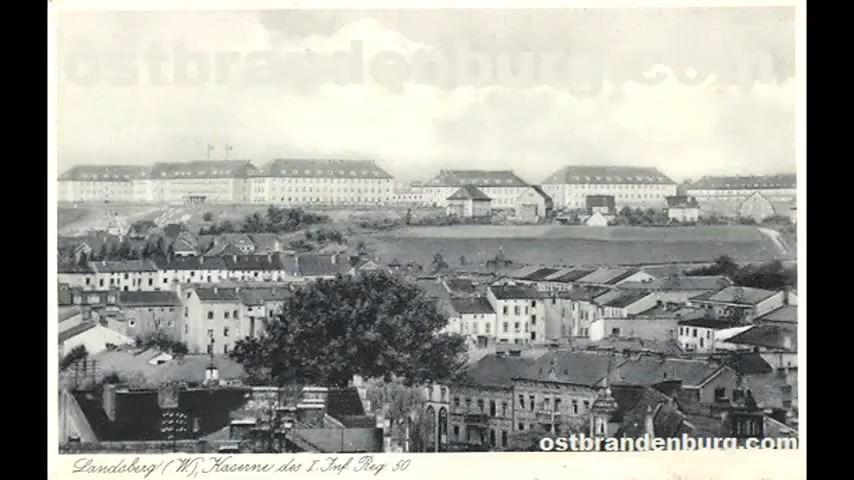 ostbrandenburg.com
ostbrandenburg.com
Landsberg (W.), Kaserne des I. Inf. Reg. 50